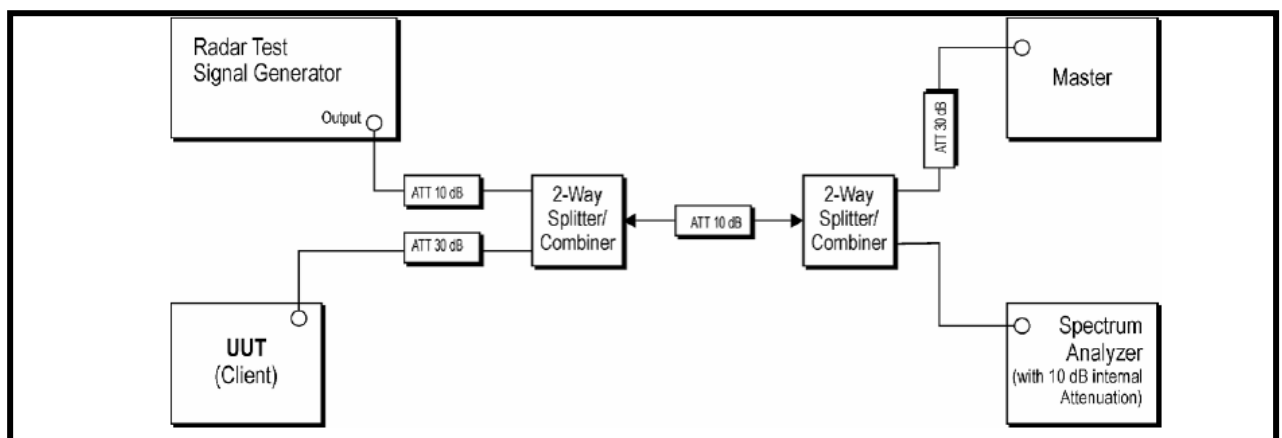 Radar Test
Signal Generator
Output
Master
ATT 30 dB
ATT 10 dB
2-Way
Splitter/
Combiner
ATT 10 dB
2-Way
Splitter/
Combiner
ATT 30 dB
UUT
(Client)
Spectrum
Analyzer
(with 10 dB internal
Attenuation)